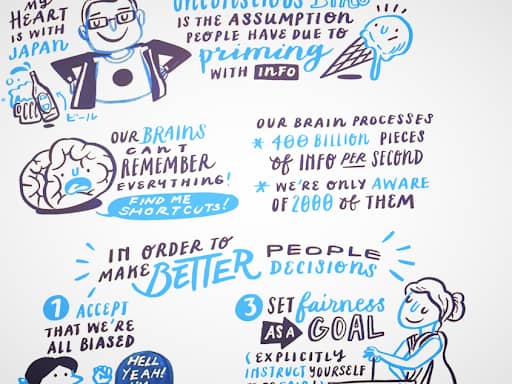 MY
HEART
IS WITH
JAPAN
ビール
UNCONSCIOUS BIAS
IS THE ASSUMPTION
PEOPLE HAVE DUE TO
priming
WITH INFO
OUR BRAINS
CAN'T
REMEMBER
EVERYTHING!
FIND ME
SHORTCUTS!
OUR BRAIN PROCESSES
* 400 BILLION PIECES
of INFO PER SECOND
* WE'RE ONLY AWARE
OF 2000 of THEM
IN ORDER TO
MAKE BETTER PEOPLE
DECISIONS
1 ACCEPT
THAT WE'RE
ALL BIASED
HELL
YEAH!
3 SET fairness
AS A GOAL
(EXPLICITLY
INSTRUCT YOURSELF